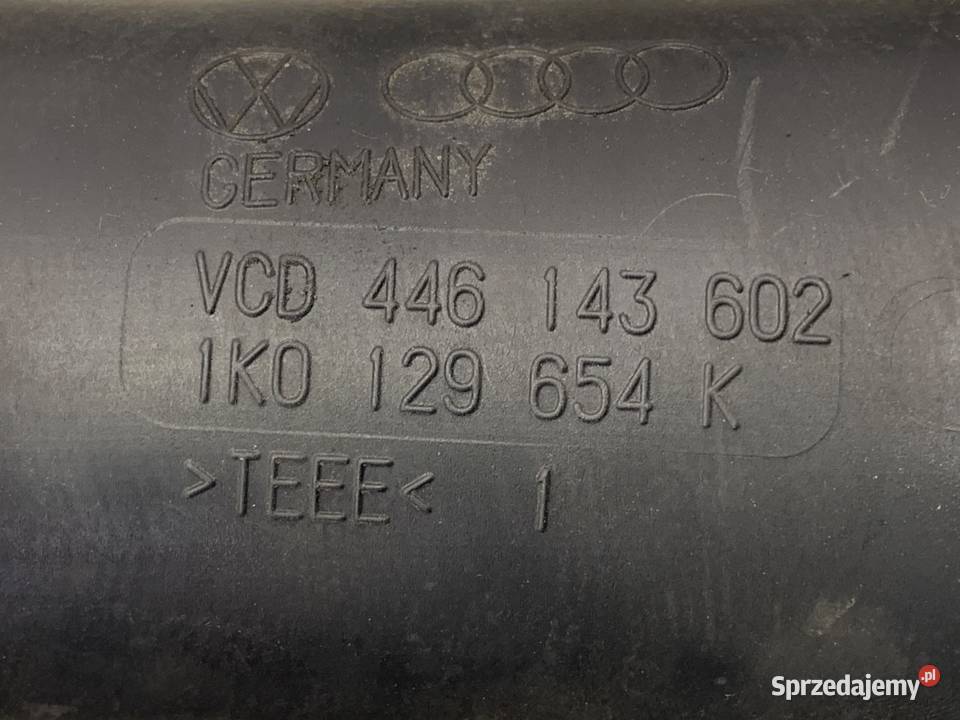 GERMANY
VCD 446 143 602
1K0 129 654 K
>TEEE< 1
Sprzedajemy.pl